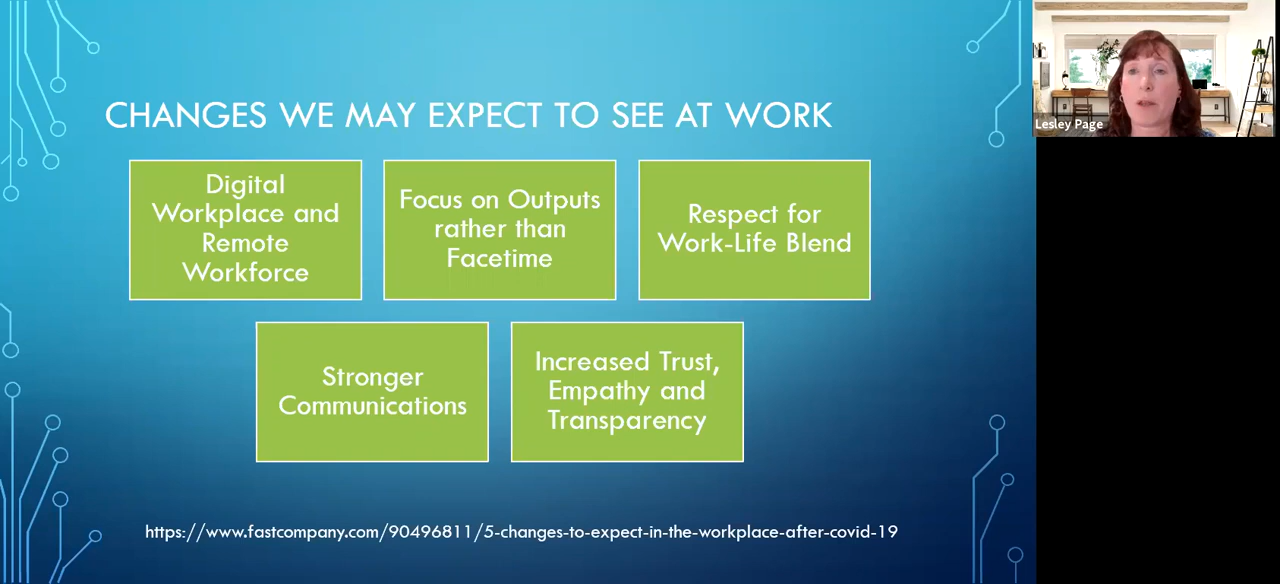 CHANGES WE MAY EXPECT TO SEE AT WORK
Digital
Workplace and
Remote
Workforce
Focus on Outputs
rather than
Facetime
Respect for
Work-Life Blend
Stronger
Communications
Increased Trust,
Empathy and
Transparency
https://www.fastcompany.com/90496811/5-changes-to-expect-in-the-workplace-after-covid-19
Lesley Page